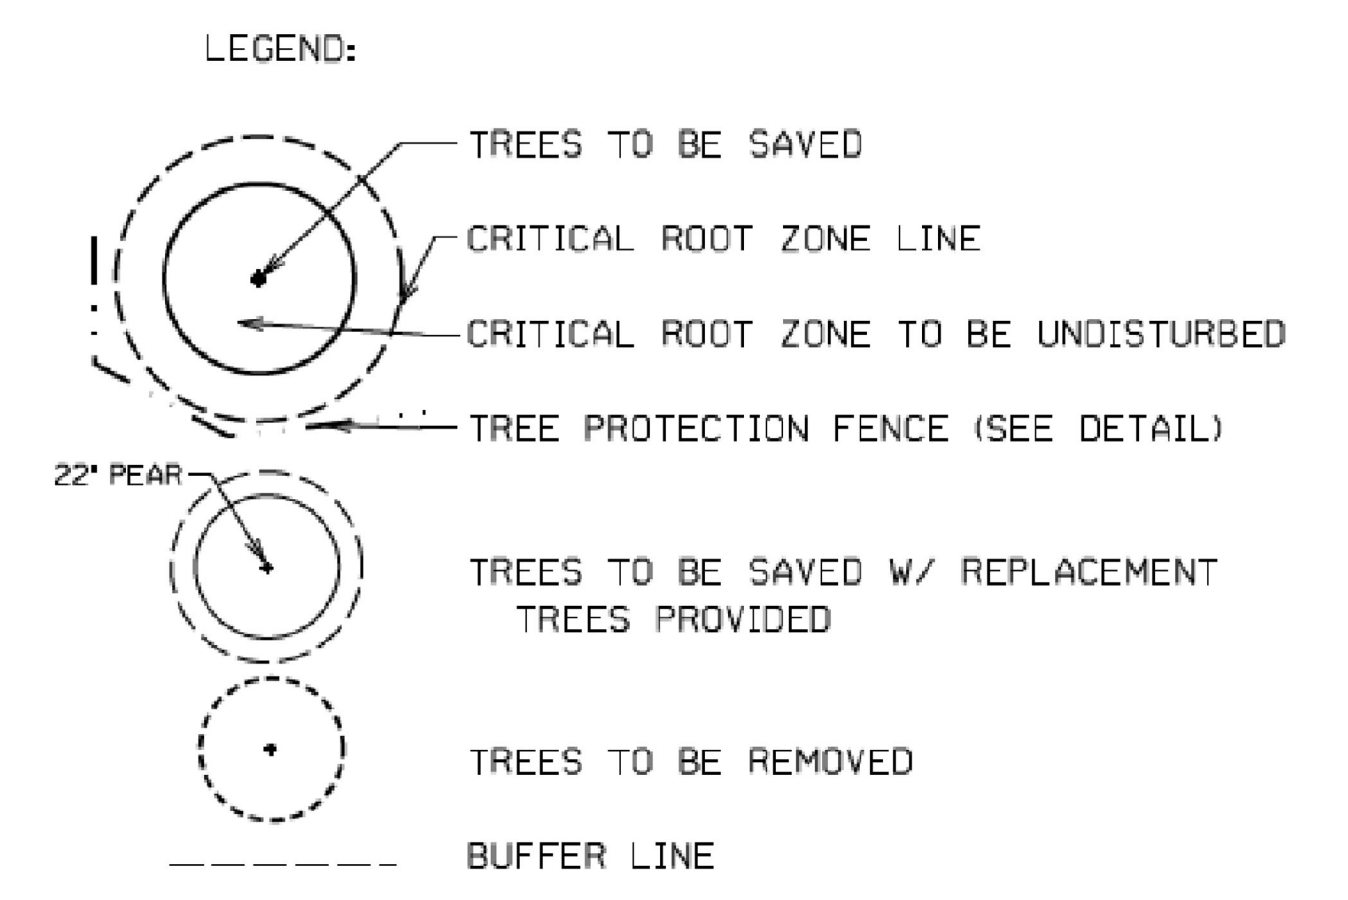 LEGEND:
TREES TO BE SAVED
CRITICAL ROOT ZONE LINE
CRITICAL ROOT ZONE TO BE UNDISTURBED
TREE PROTECTION FENCE (SEE DETAIL)
22" PEAR
TREES TO BE SAVED W/ REPLACEMENT
TREES PROVIDED
TREES TO BE REMOVED
BUFFER LINE